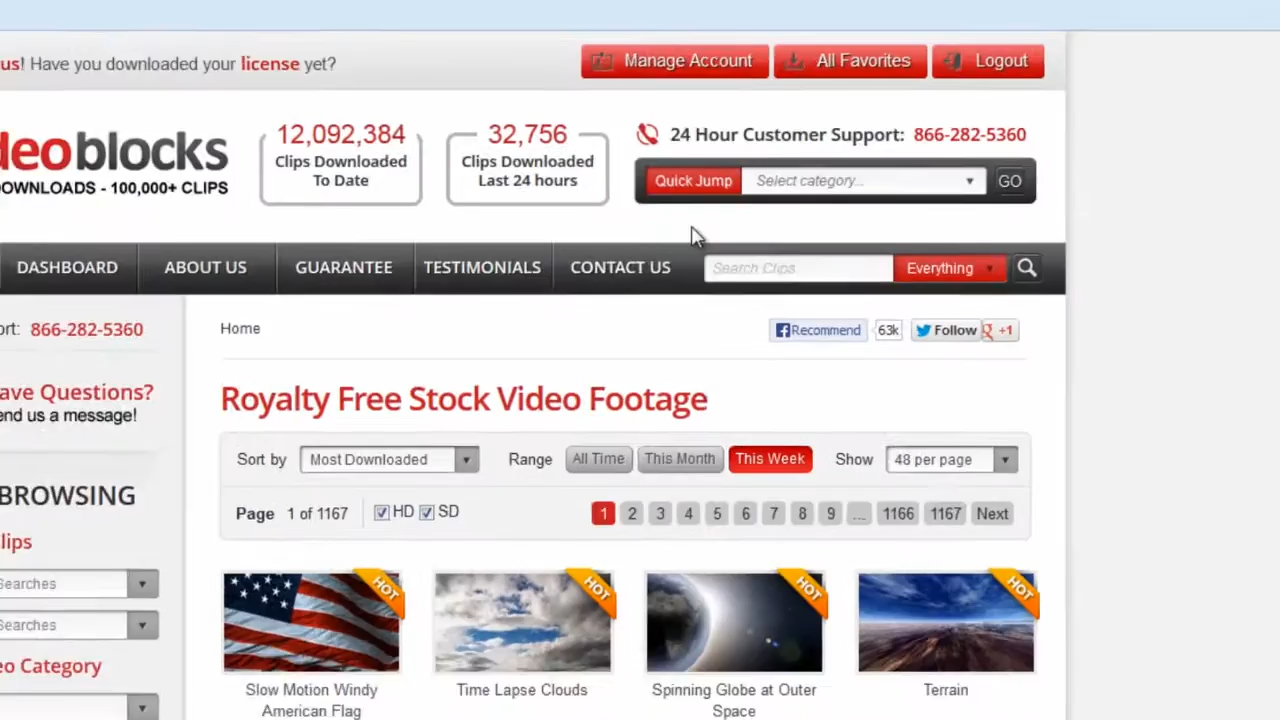 us! Have you downloaded your license yet?
Manage Account
All Favorites
Logout
deoblocks
OWNLOADS - 100,000+ CLIPS
12,092,384
Clips Downloaded
To Date
32,756
Clips Downloaded
Last 24 hours
24 Hour Customer Support: 866-282-5360
Quick Jump
Select category...
GO
DASHBOARD
ABOUT US
GUARANTEE
TESTIMONIALS
CONTACT US
Search Clips
Everything
ort: 866-282-5360
ave Questions?
end us a message!
BROWSING
lips
Searches
Searches
eo Category
Home
Recommend
63k
Follow
g +1
Royalty Free Stock Video Footage
Sort by
Most Downloaded
Range
All Time
This Month
This Week
Show
48 per page
Page 1 of 1167
HD
SD
1 2 3 4 5 6 7 8 9 ... 1166 1167 Next
HOT
HOT
HOT
HOT
Slow Motion Windy
American Flag
Time Lapse Clouds
Spinning Globe at Outer
Space
Terrain